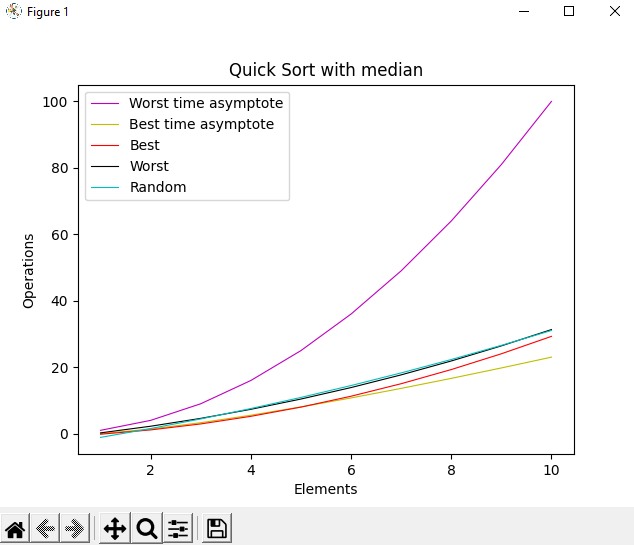 Figure 1
Quick Sort with median
Worst time asymptote
Best time asymptote
Best
Worst
Random
100
80
60
40
20
0
Operations
2 4 6 8 10
Elements